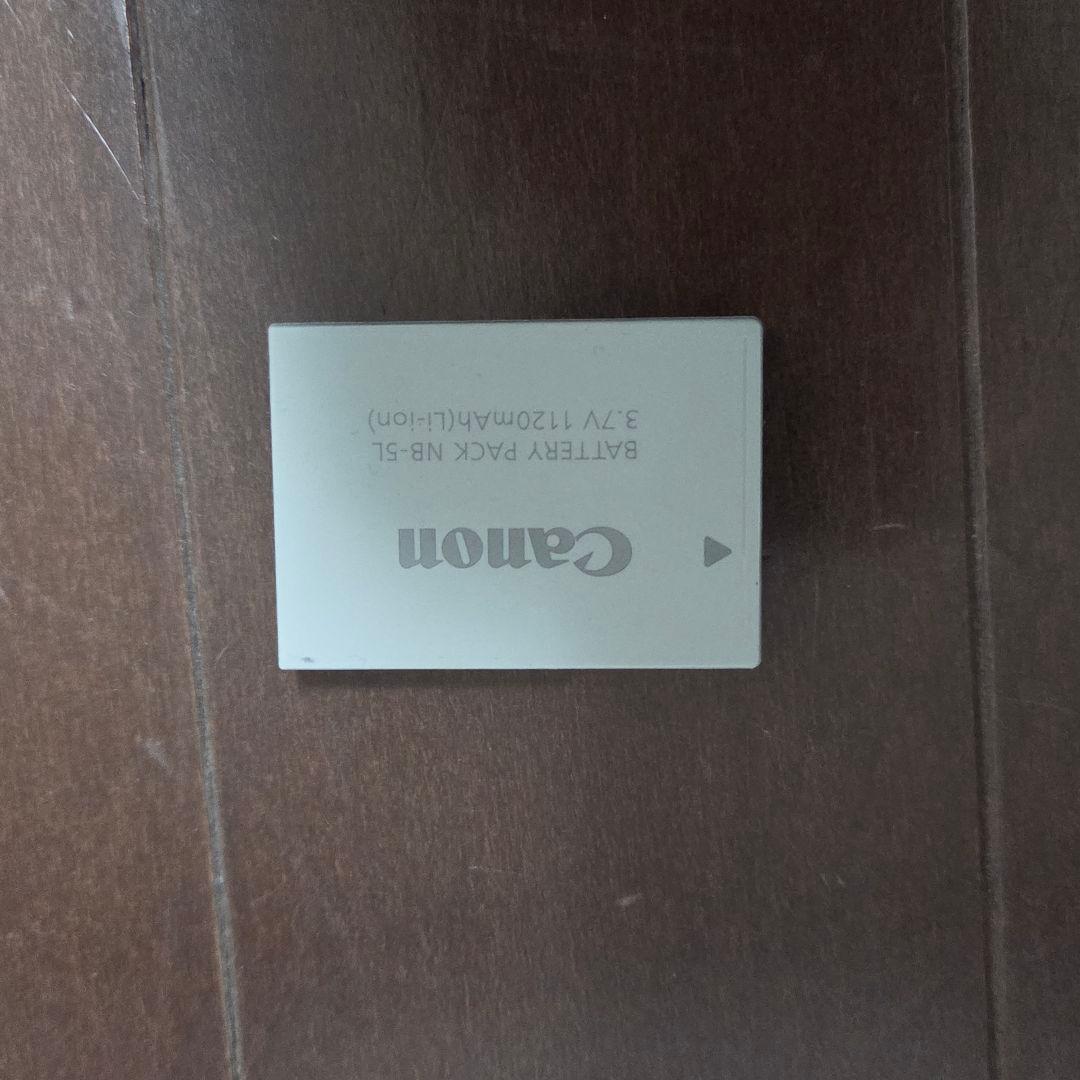 Canon
BATTERY PACK NB-5L
3.7V 1120mAh(Li-ion)